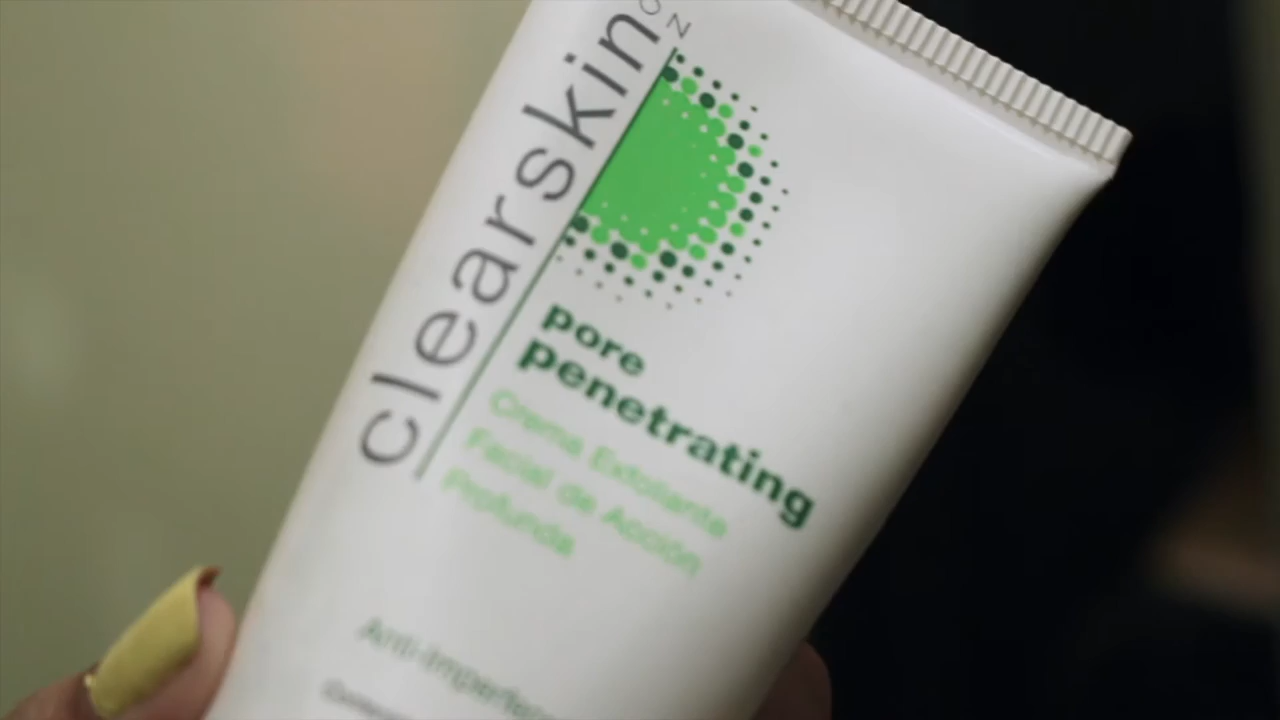 clearskin
pore
penetrating
Crema Exfoliante
Facial de Acción
Profunda